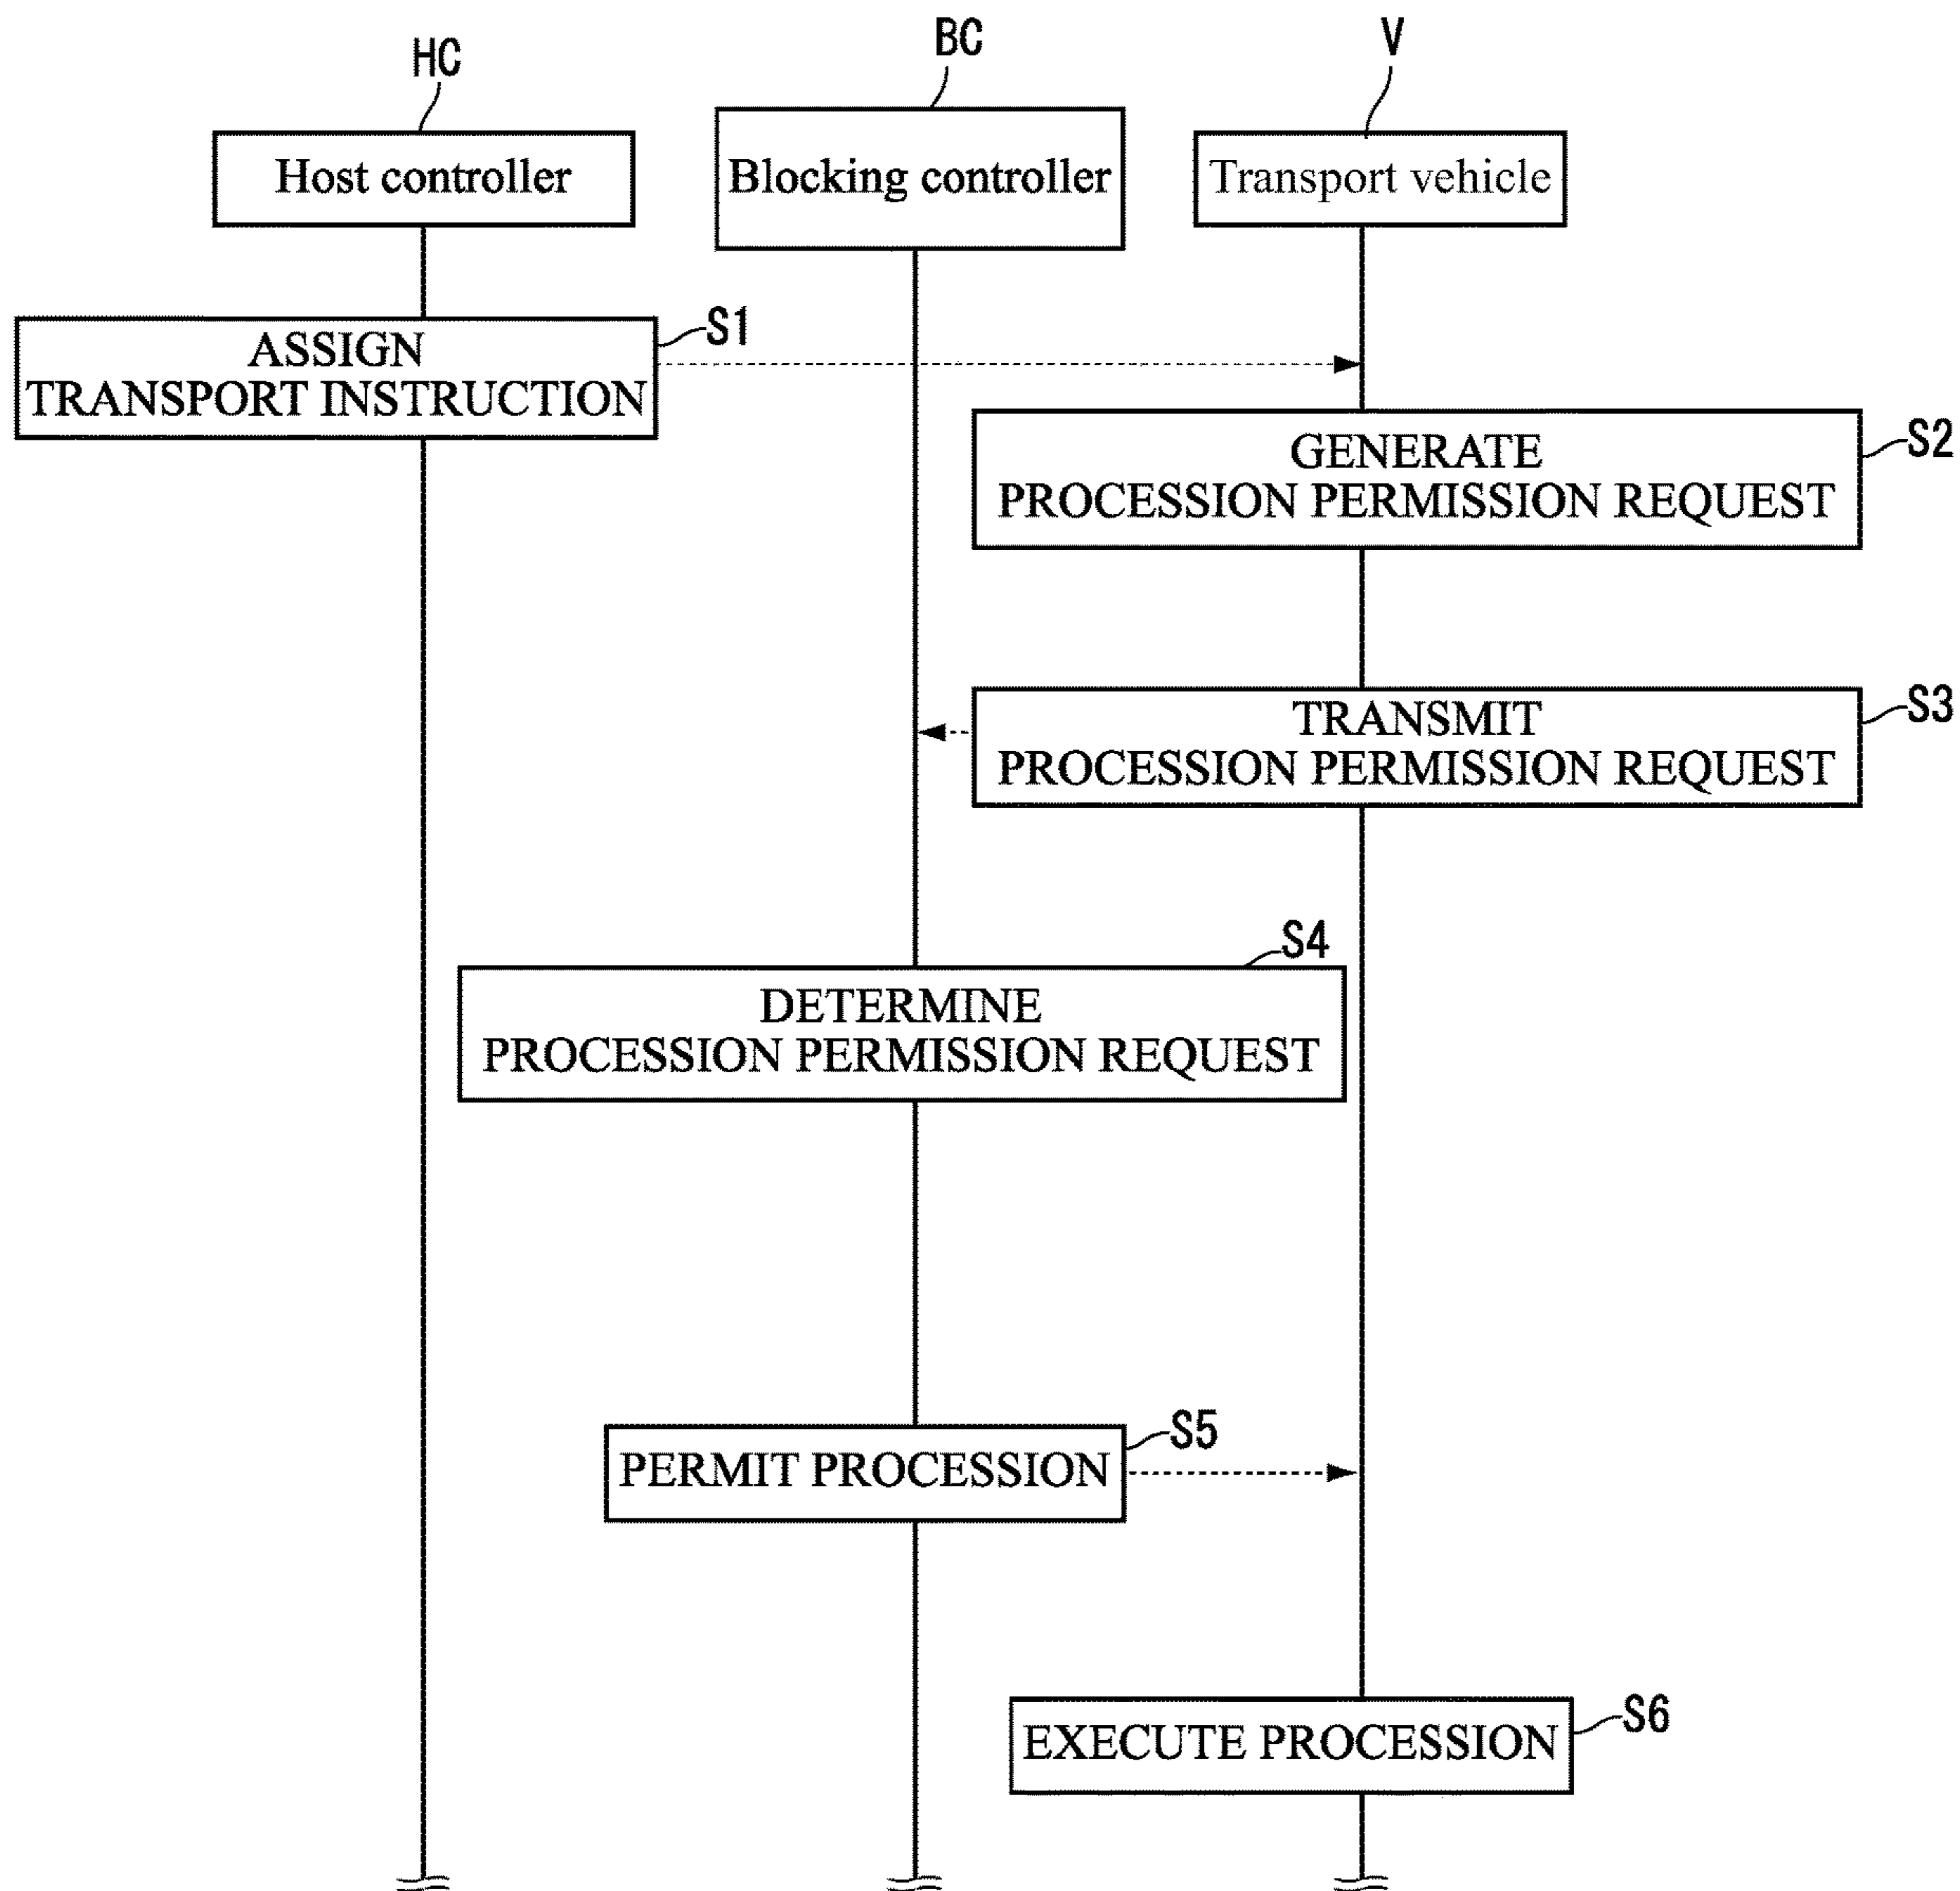 HC
BC
V
Host controller
Blocking controller
Transport vehicle
S1
ASSIGN
TRANSPORT INSTRUCTION
S2
GENERATE
PROCESSION PERMISSION REQUEST
S3
TRANSMIT
PROCESSION PERMISSION REQUEST
S4
DETERMINE
PROCESSION PERMISSION REQUEST
S5
PERMIT PROCESSION
S6
EXECUTE PROCESSION